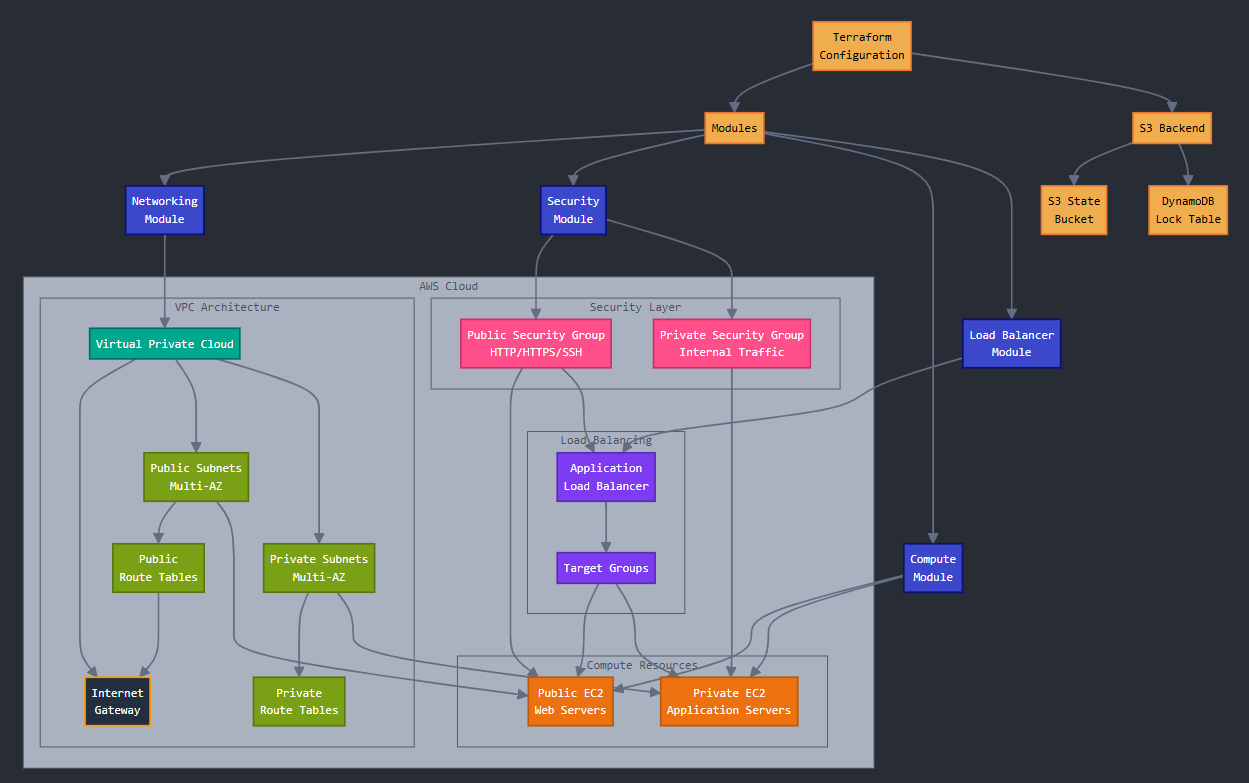 Terraform
Configuration
Modules
S3 Backend
Networking
Module
Security
Module
S3 State
Bucket
DynamoDB
Lock Table
AWS Cloud
VPC Architecture
Security Layer
Virtual Private Cloud
Public Security Group
HTTP/HTTPS/SSH
Private Security Group
Internal Traffic
Load Balancer
Module
Load Balancing
Public Subnets
Multi-AZ
Application
Load Balancer
Public
Route Tables
Private Subnets
Multi-AZ
Target Groups
Compute
Module
Compute Resources
Internet
Gateway
Private
Route Tables
Public EC2
Web Servers
Private EC2
Application Servers